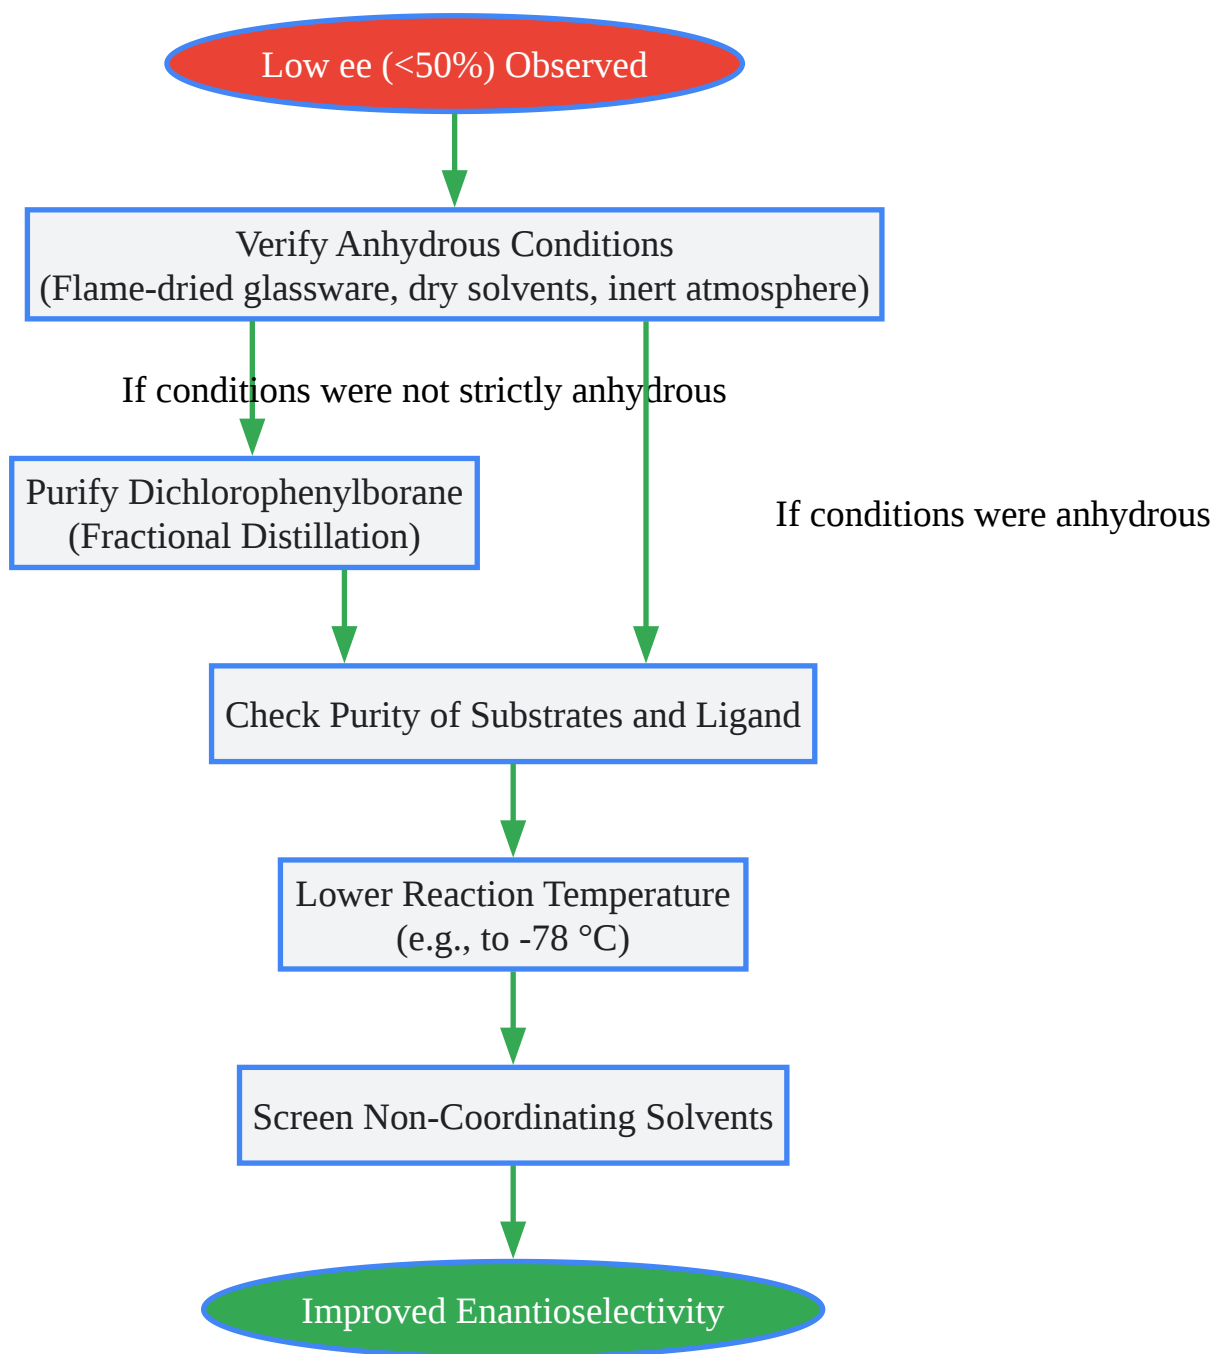 Low ee (<50%) Observed
Verify Anhydrous Conditions
(Flame-dried glassware, dry solvents, inert atmosphere)
If conditions were not strictly anhydrous
Purify Dichlorophenylborane
(Fractional Distillation)
If conditions were anhydrous
Check Purity of Substrates and Ligand
Lower Reaction Temperature
(e.g., to -78 °C)
Screen Non-Coordinating Solvents
Improved Enantioselectivity